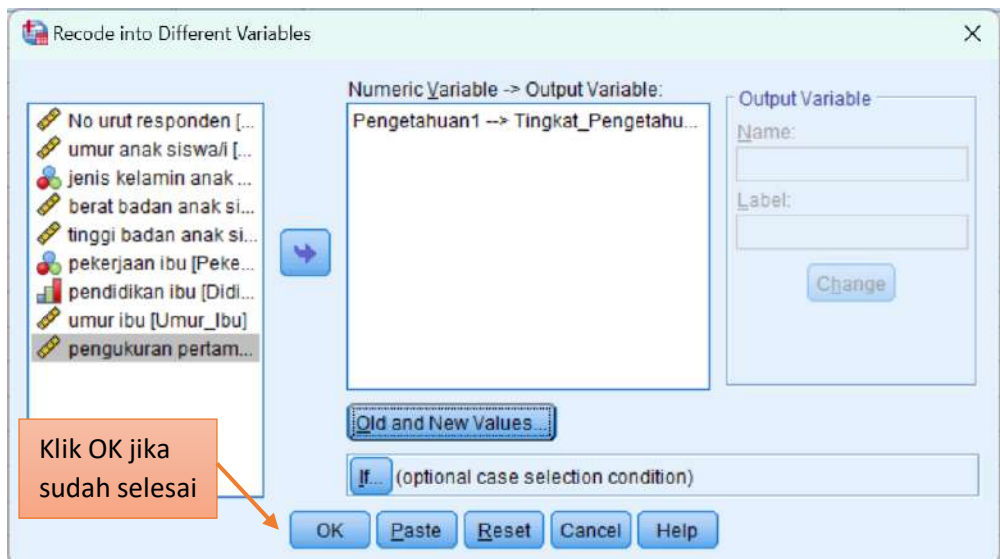 Recode into Different Variables
Numeric Variable -> Output Variable:
No urut responden [...
umur anak siswa/i [...
jenis kelamin anak ...
berat badan anak si...
tinggi badan anak si...
pekerjaan ibu [Peke...
pendidikan ibu [Didi...
umur ibu [Umur_Ibu]
pengukuran pertam...
Pengetahuan1 --> Tingkat_Pengetahu...
Output Variable
Name:
Label:
Change
Old and New Values...
If... (optional case selection condition)
Klik OK jika
sudah selesai
OK Paste Reset Cancel Help